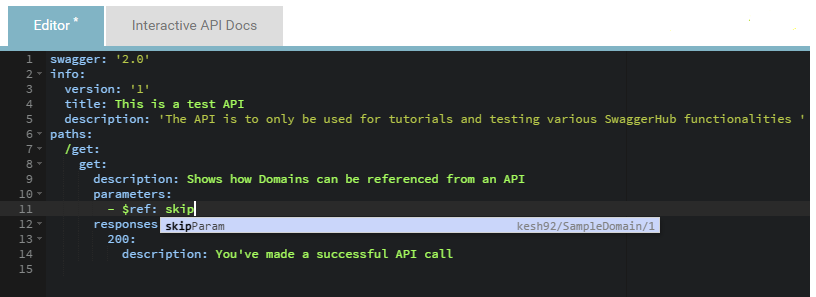 Editor *
Interactive API Docs
1 swagger: '2.0'
2 info:
3 version: '1'
4 title: This is a test API
5 description: 'The API is to only be used for tutorials and testing various SwaggerHub functionalities '
6 paths:
7 /get:
8 get:
9 description: Shows how Domains can be referenced from an API
10 parameters:
11 - $ref: skip
12 responses
skipParam kesh92/SampleDomain/1
13 200:
14 description: You've made a successful API call
15